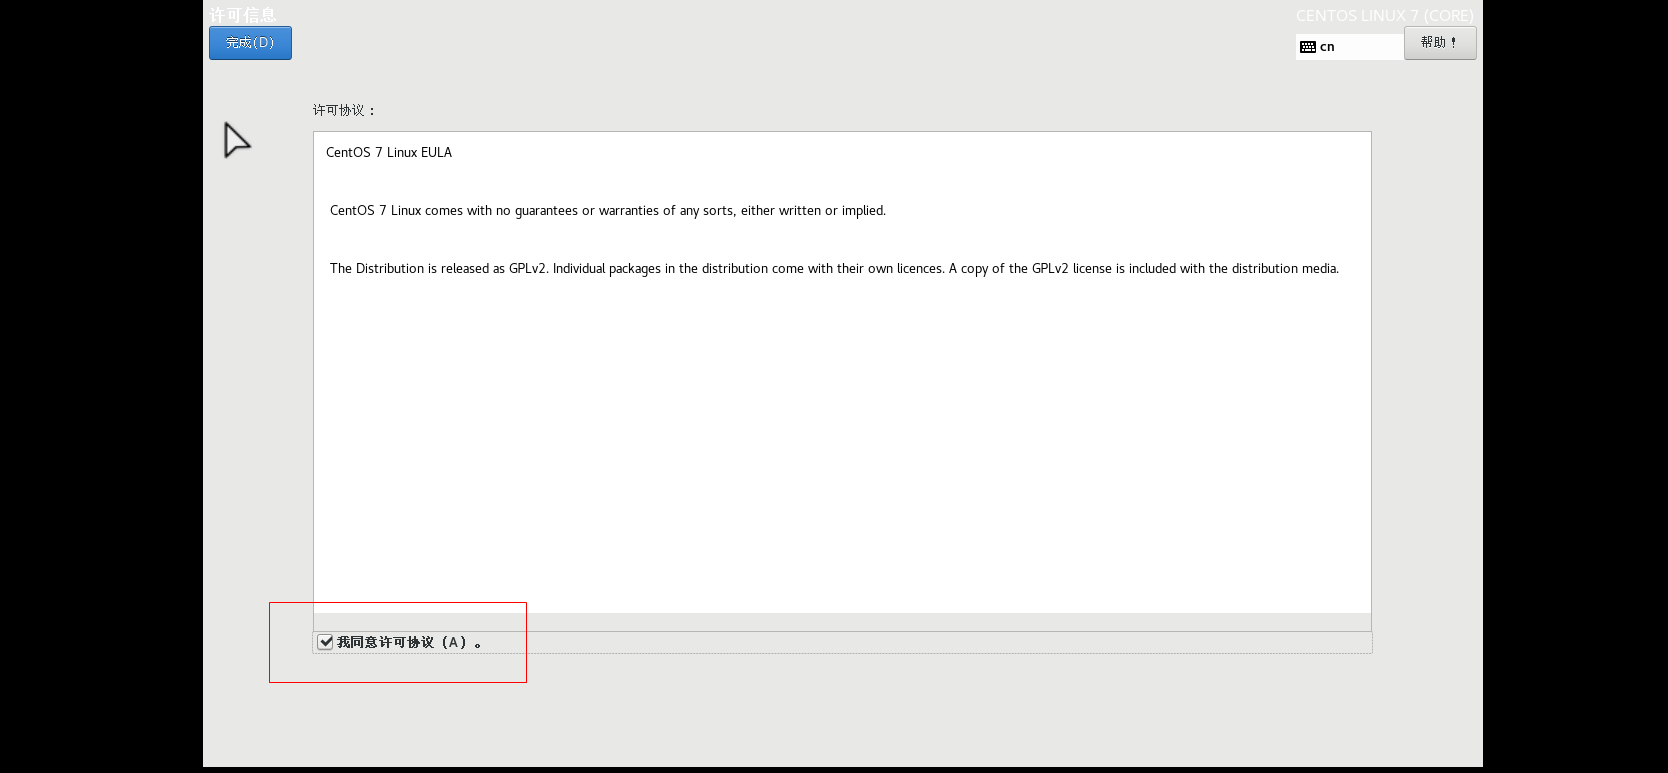 许可信息
CENTOS LINUX 7 (CORE)
完成(D)
cn
帮助！
许可协议：
CentOS 7 Linux EULA
CentOS 7 Linux comes with no guarantees or warranties of any sorts, either written or implied.
The Distribution is released as GPLv2. Individual packages in the distribution come with their own licences. A copy of the GPLv2 license is included with the distribution media.
我同意许可协议（A）。